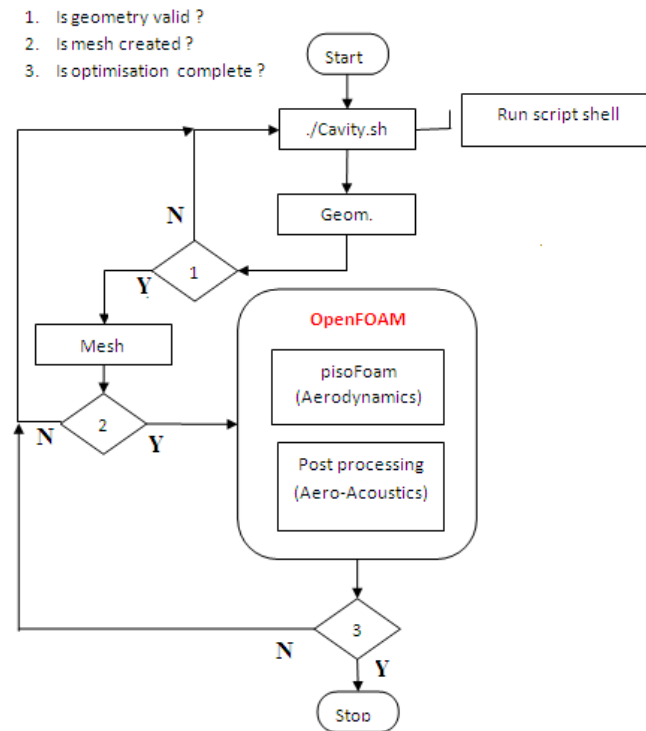 1. Is geometry valid ?
2. Is mesh created ?
3. Is optimisation complete ?
Start
./Cavity.sh
Run script shell
Geom.
N
1
Y
Mesh
OpenFOAM
pisoFoam
(Aerodynamics)
2
N
Y
Post processing
(Aero-Acoustics)
3
N
Y
Stop